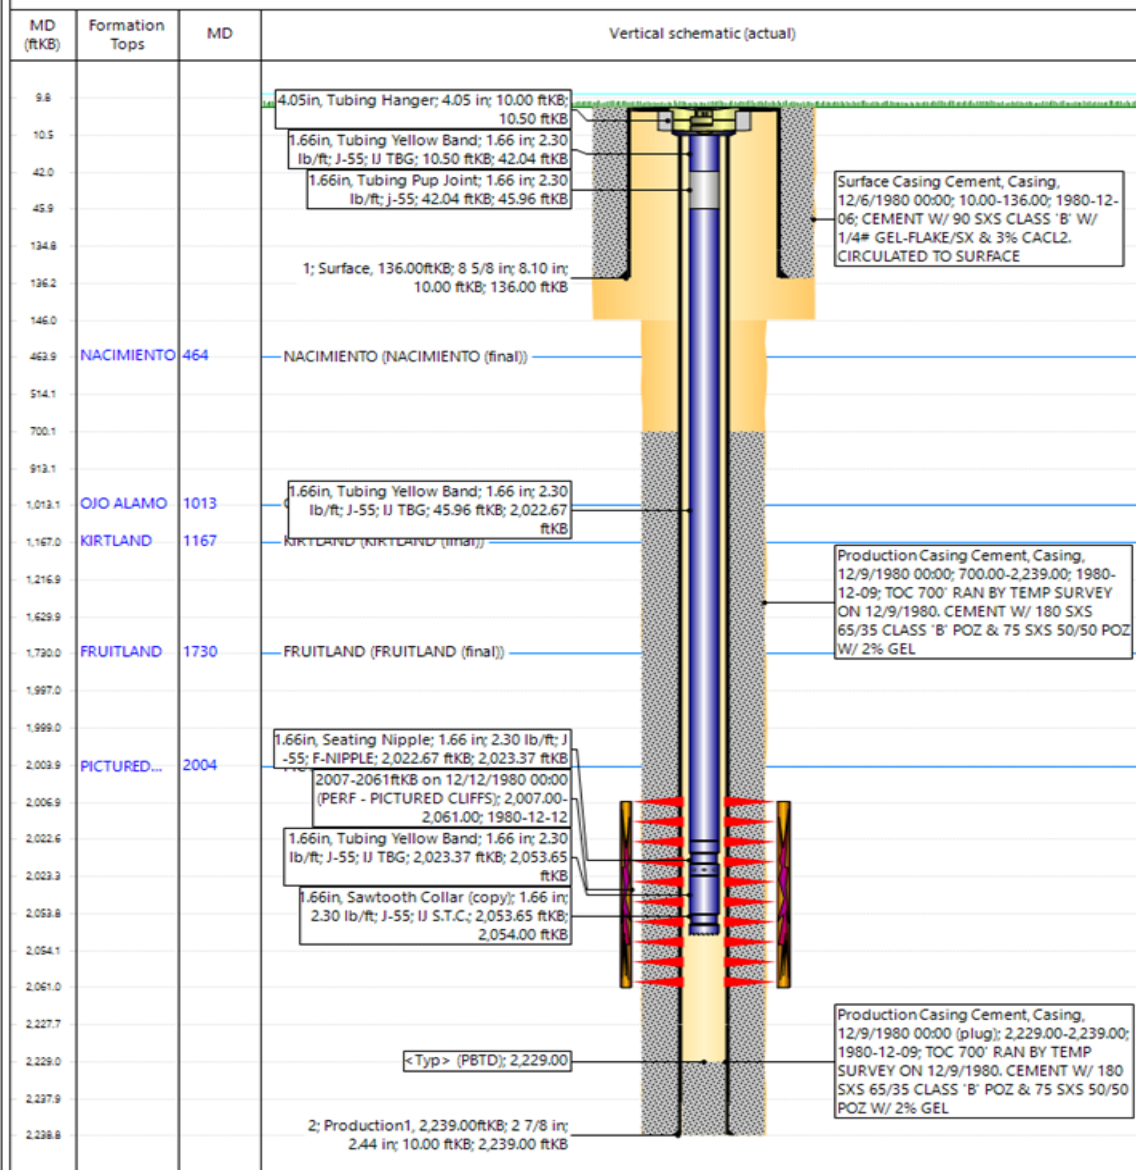 MD
(ftKB)
Formation
Tops
MD
Vertical schematic (actual)
9.8
10.5
42.0
45.9
134.8
136.2
146.0
463.9
514.1
700.1
913.1
1,013.1
1,167.0
1,216.9
1,629.9
1,730.0
1,997.0
1,999.0
2,003.9
2,006.9
2,022.6
2,023.3
2,053.8
2,054.1
2,061.0
2,227.7
2,229.0
2,237.9
2,238.8
NACIMIENTO 464
OJO ALAMO 1013
KIRTLAND 1167
FRUITLAND 1730
PICTURED... 2004
4.05in, Tubing Hanger; 4.05 in; 10.00 ftKB;
10.50 ftKB
1.66in, Tubing Yellow Band; 1.66 in; 2.30
lb/ft; J-55; IJ TBG; 10.50 ftKB; 42.04 ftKB
1.66in, Tubing Pup Joint; 1.66 in; 2.30
lb/ft; j-55; 42.04 ftKB; 45.96 ftKB
1; Surface, 136.00ftKB; 8 5/8 in; 8.10 in;
10.00 ftKB; 136.00 ftKB
NACIMIENTO (NACIMIENTO (final))
1.66in, Tubing Yellow Band; 1.66 in; 2.30
lb/ft; J-55; IJ TBG; 45.96 ftKB; 2,022.67
ftKB
KIRTLAND (KIRTLAND (final))
FRUITLAND (FRUITLAND (final))
1.66in, Seating Nipple; 1.66 in; 2.30 lb/ft; J
-55; F-NIPPLE; 2,022.67 ftKB; 2,023.37 ftKB
2007-2061ftKB on 12/12/1980 00:00
(PERF - PICTURED CLIFFS); 2,007.00-
2,061.00; 1980-12-12
1.66in, Tubing Yellow Band; 1.66 in; 2.30
lb/ft; J-55; IJ TBG; 2,023.37 ftKB; 2,053.65
ftKB
1.66in, Sawtooth Collar (copy); 1.66 in;
2.30 lb/ft; J-55; IJ S.T.C.; 2,053.65 ftKB;
2,054.00 ftKB
<Typ> (PBTD); 2,229.00
2; Production1, 2,239.00ftKB; 2 7/8 in;
2.44 in; 10.00 ftKB; 2,239.00 ftKB
Surface Casing Cement, Casing,
12/6/1980 00:00; 10.00-136.00; 1980-12-
06; CEMENT W/ 90 SXS CLASS 'B' W/
1/4# GEL-FLAKE/SX & 3% CACL2.
CIRCULATED TO SURFACE
Production Casing Cement, Casing,
12/9/1980 00:00; 700.00-2,239.00; 1980-
12-09; TOC 700' RAN BY TEMP SURVEY
ON 12/9/1980. CEMENT W/ 180 SXS
65/35 CLASS 'B' POZ & 75 SXS 50/50 POZ
W/ 2% GEL
Production Casing Cement, Casing,
12/9/1980 00:00 (plug); 2,229.00-2,239.00;
1980-12-09; TOC 700' RAN BY TEMP
SURVEY ON 12/9/1980. CEMENT W/ 180
SXS 65/35 CLASS 'B' POZ & 75 SXS 50/50
POZ W/ 2% GEL